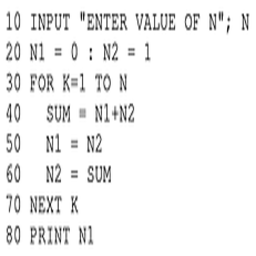 10 INPUT "ENTER VALUE OF N"; N
20 N1 = 0 : N2 = 1
30 FOR K=1 TO N
40   SUM = N1+N2
50   N1 = N2
60   N2 = SUM
70 NEXT K
80 PRINT N1